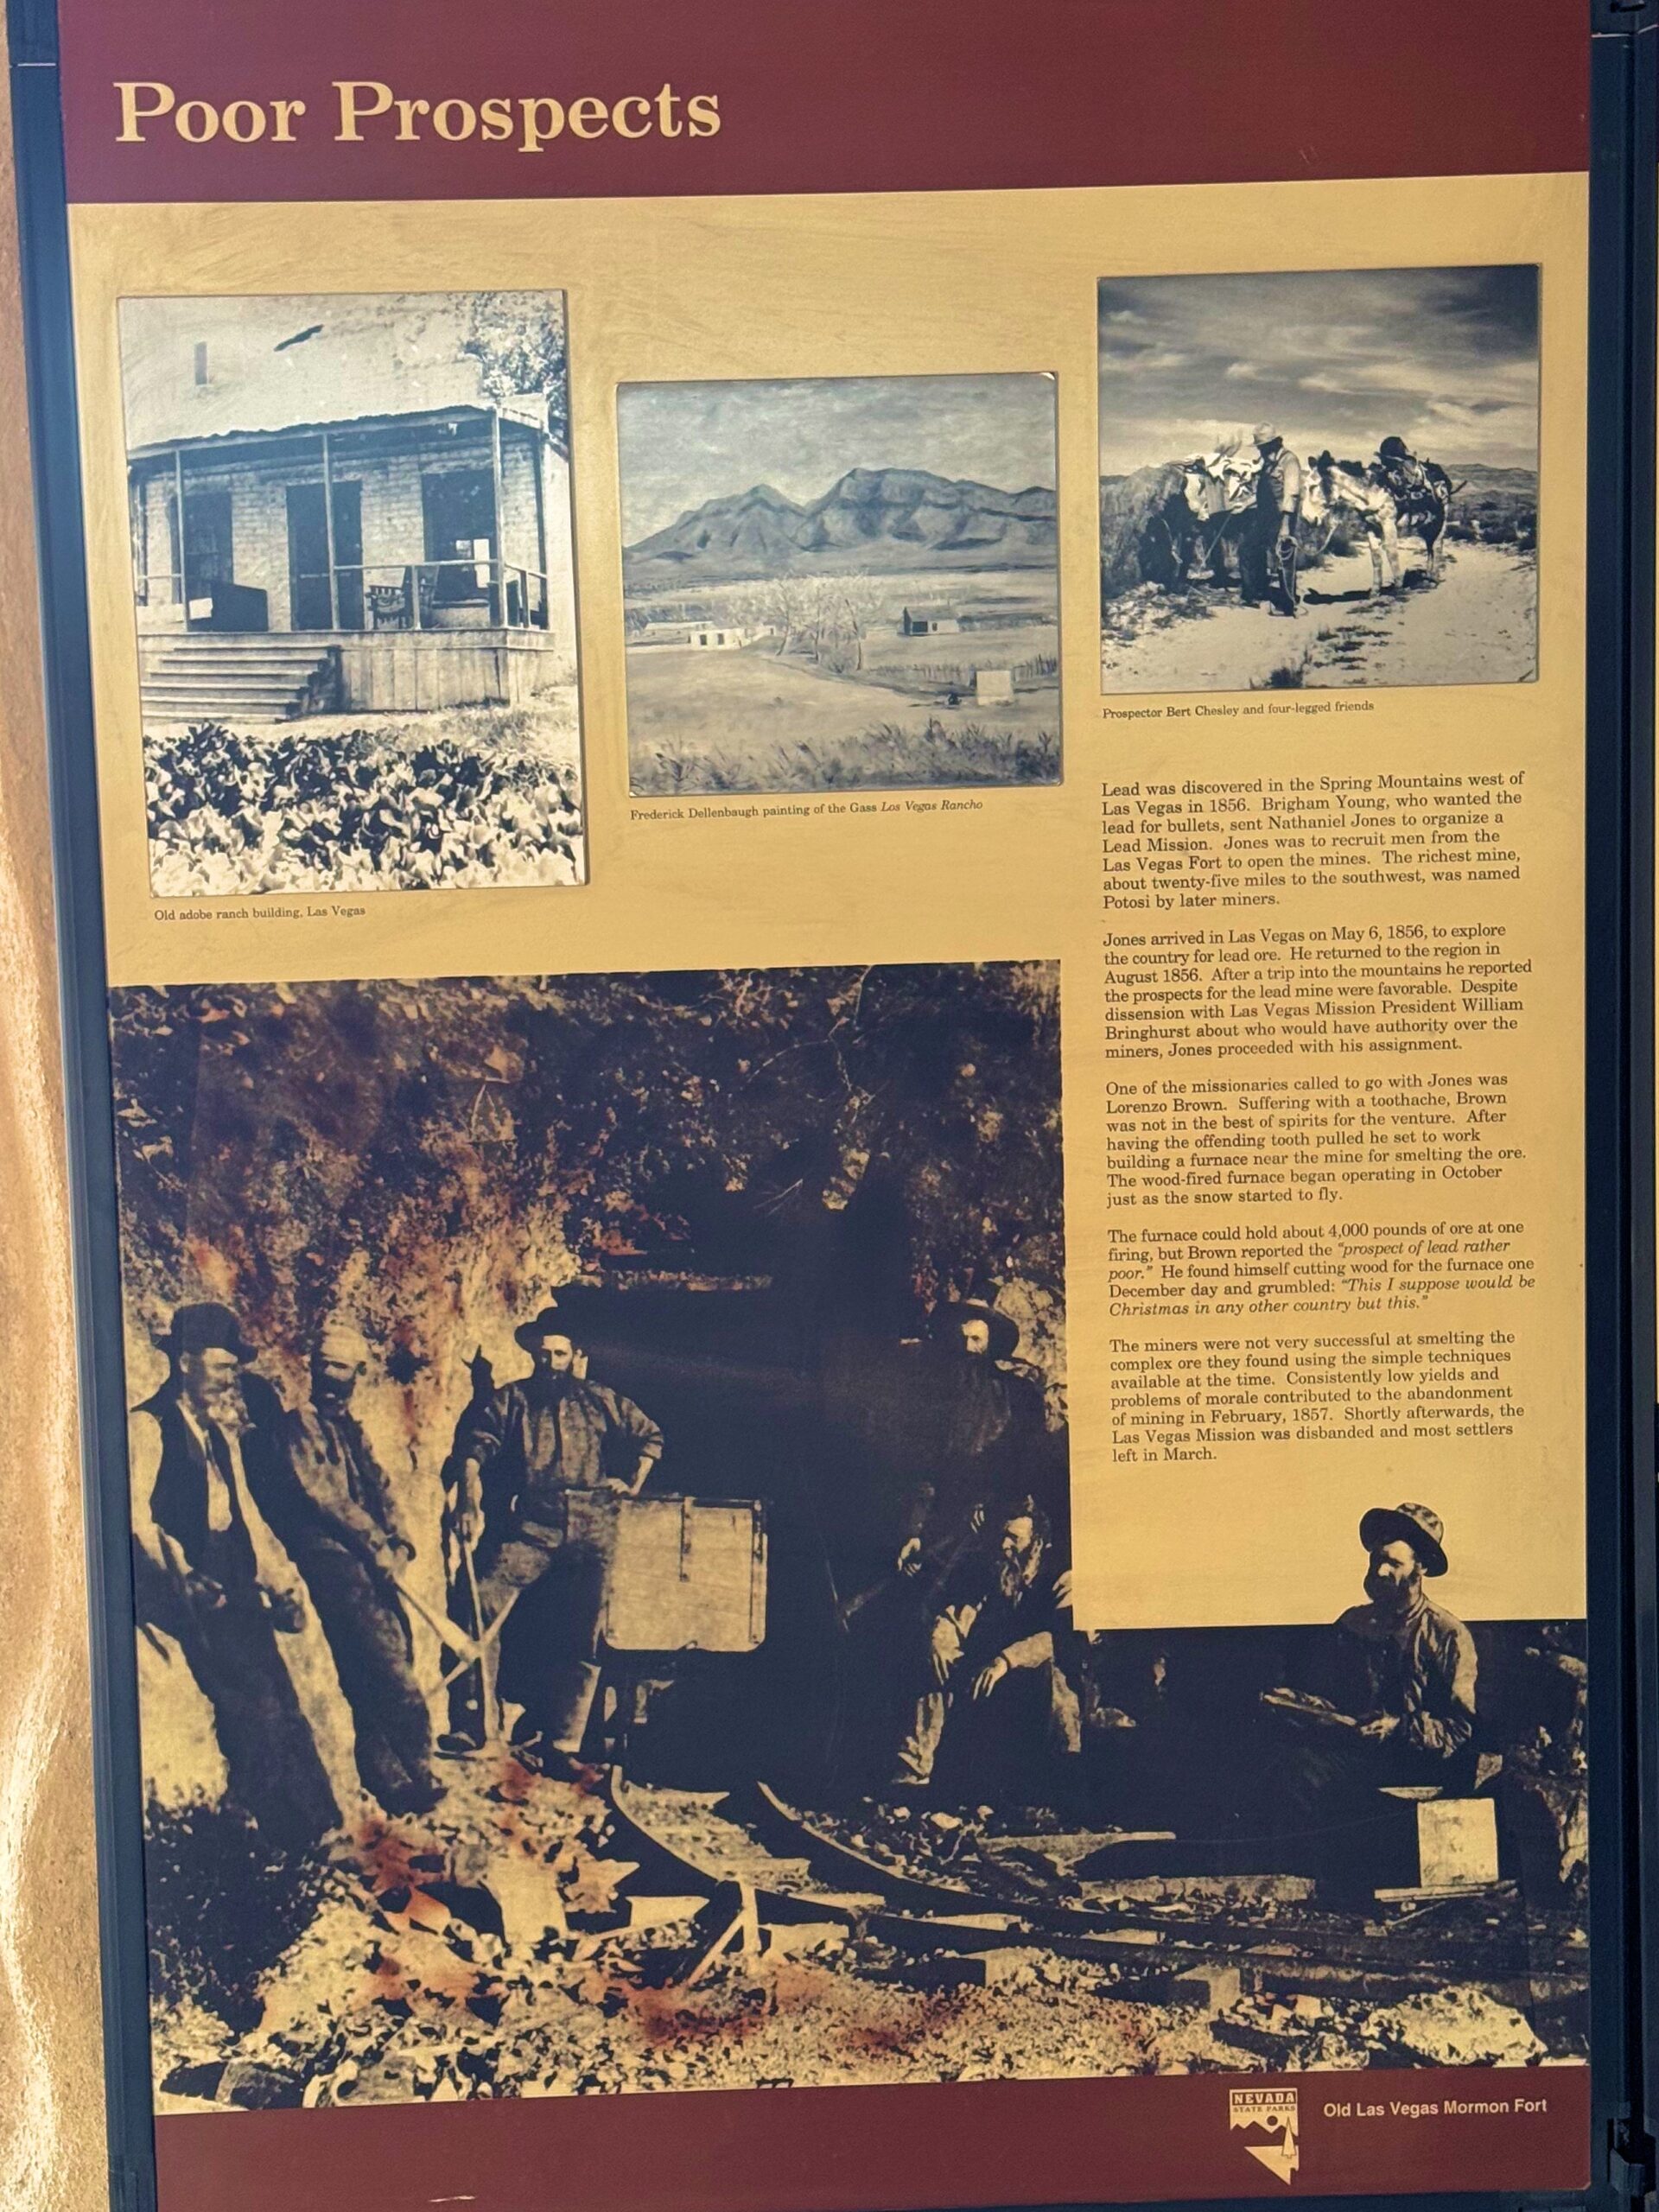 Poor Prospects
Old adobe ranch building, Las Vegas
Frederick Dellenbaugh painting of the Gass Los Vegas Rancho
Prospector Bert Chesley and four-legged friends
Lead was discovered in the Spring Mountains west of
Las Vegas in 1856. Brigham Young, who wanted the
lead for bullets, sent Nathaniel Jones to organize a
Lead Mission. Jones was to recruit men from the
Las Vegas Fort to open the mines. The richest mine,
about twenty-five miles to the southwest, was named
Potosi by later miners.
Jones arrived in Las Vegas on May 6, 1856, to explore
the country for lead ore. He returned to the region in
August 1856. After a trip into the mountains he reported
the prospects for the lead mine were favorable. Despite
dissension with Las Vegas Mission President William
Bringhurst about who would have authority over the
miners, Jones proceeded with his assignment.
One of the missionaries called to go with Jones was
Lorenzo Brown. Suffering with a toothache, Brown
was not in the best of spirits for the venture. After
having the offending tooth pulled he set to work
building a furnace near the mine for smelting the ore.
The wood-fired furnace began operating in October
just as the snow started to fly.
The furnace could hold about 4,000 pounds of ore at one
firing, but Brown reported the "prospect of lead rather
poor." He found himself cutting wood for the furnace one
December day and grumbled: "This I suppose would be
Christmas in any other country but this."
The miners were not very successful at smelting the
complex ore they found using the simple techniques
available at the time. Consistently low yields and
problems of morale contributed to the abandonment
of mining in February, 1857. Shortly afterwards, the
Las Vegas Mission was disbanded and most settlers
left in March.
NEVADA
STATE PARKS
Old Las Vegas Mormon Fort